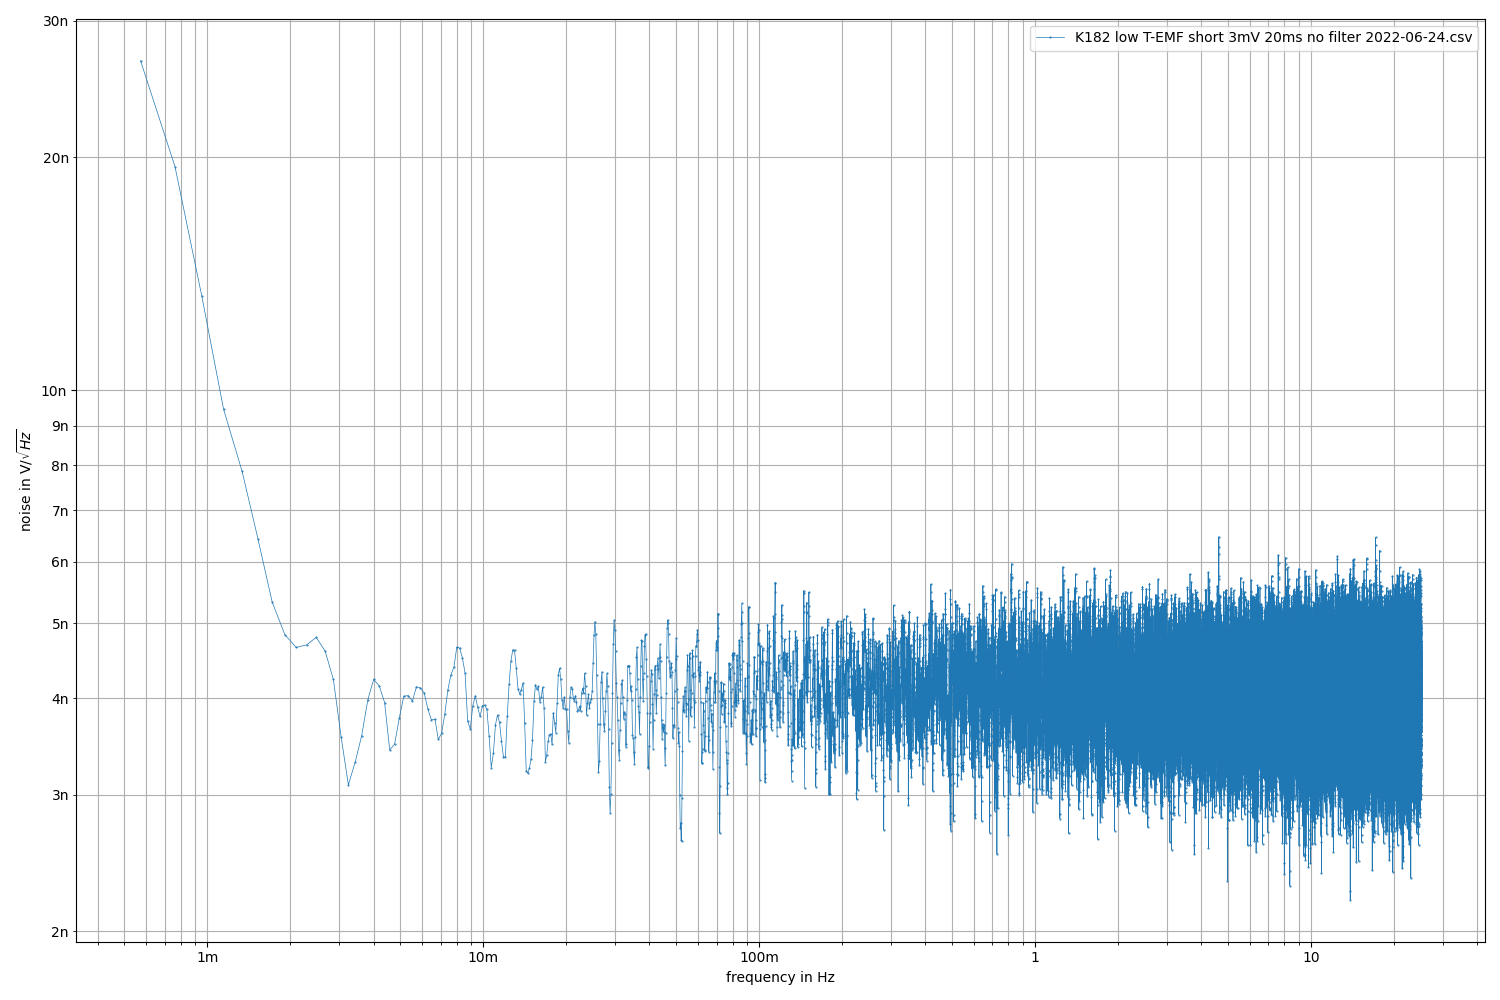 K182 low T-EMF short 3mV 20ms no filter 2022-06-24.csv
30n
20n
10n
9n
8n
7n
6n
5n
4n
3n
2n
noise in V/√Hz
1m 10m 100m 1 10
frequency in Hz